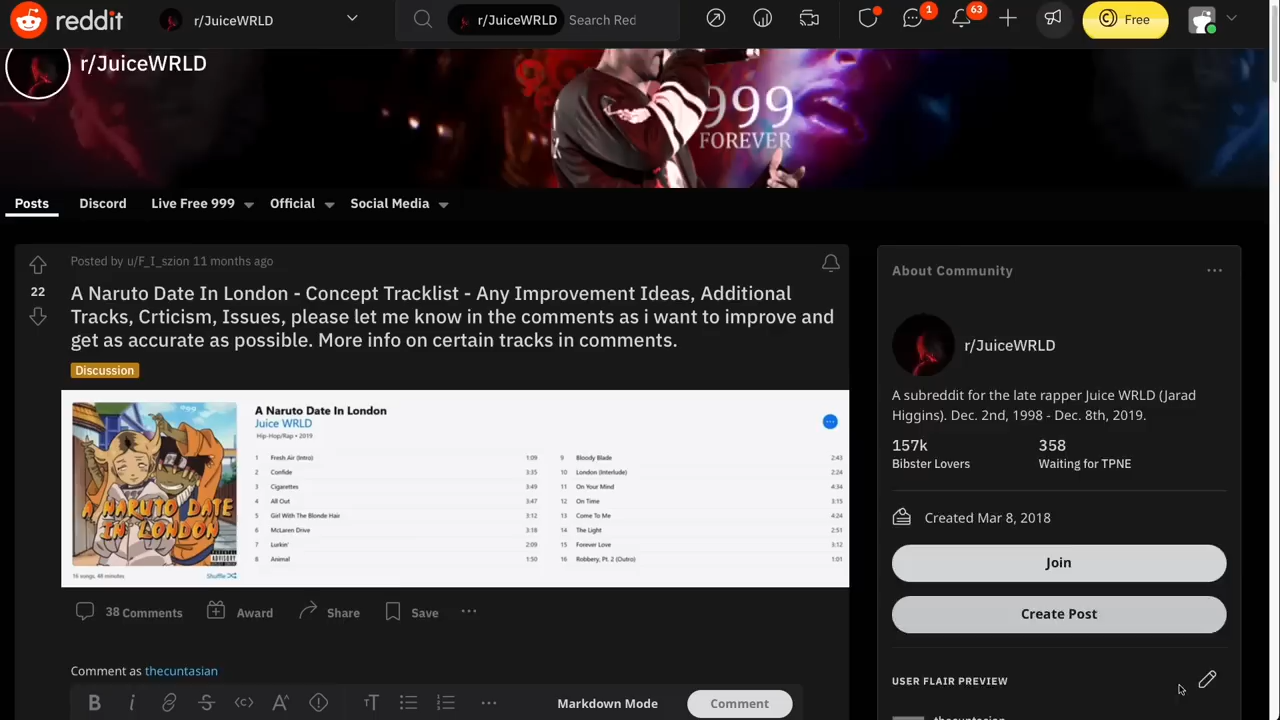 reddit
r/JuiceWRLD
r/JuiceWRLD Search Red
1
63
Free
r/JuiceWRLD
999
FOREVER
Posts Discord Live Free 999 Official Social Media
Posted by u/F_I_szion 11 months ago
22
A Naruto Date In London - Concept Tracklist - Any Improvement Ideas, Additional
Tracks, Crticism, Issues, please let me know in the comments as i want to improve and
get as accurate as possible. More info on certain tracks in comments.
Discussion
A NARUTO DATE
IN LONDON
A Naruto Date In London
Juice WRLD
Hip-Hop/Rap • 2019
1 Fresh Air (Intro) 1:09
2 Confide 3:35
3 Cigarettes 3:49
4 All Out 3:47
5 Girl With The Blonde Hair 3:12
6 McLaren Drive 3:18
7 Lurkin' 2:09
8 Animal 1:50
9 Bloody Blade 2:43
10 London (Interlude) 2:24
11 On Your Mind 4:34
12 On Time 3:15
13 Come To Me 4:24
14 The Light 2:51
15 Forever Love 3:12
16 Robbery, Pt. 2 (Outro) 1:01
16 songs, 48 minutes
Shuffle
38 Comments Award Share Save
Comment as thecuntasian
Markdown Mode Comment
About Community
r/JuiceWRLD
A subreddit for the late rapper Juice WRLD (Jarad
Higgins). Dec. 2nd, 1998 - Dec. 8th, 2019.
157k 358
Bibster Lovers Waiting for TPNE
Created Mar 8, 2018
Join
Create Post
USER FLAIR PREVIEW
thecuntasian